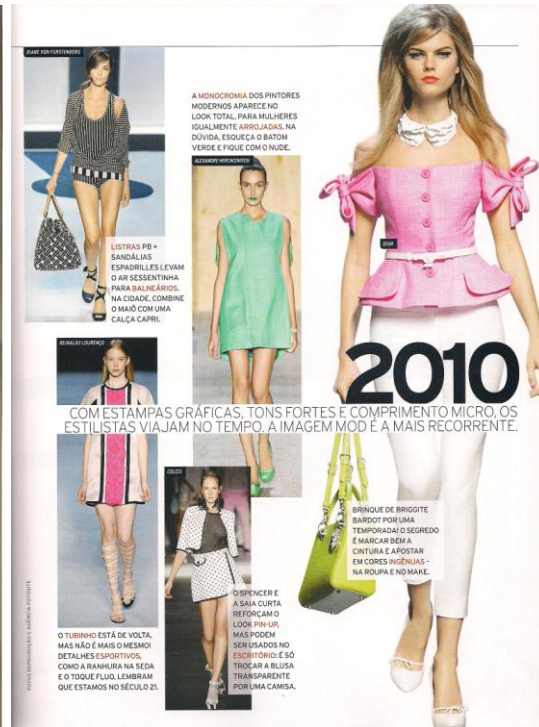 DIANE VON FÜRSTENBERG
A MONOCROMIA DOS PINTORES
MODERNOS APARECE NO
LOOK TOTAL, PARA MULHERES
IGUALMENTE ARROJADAS. NA
DÚVIDA, ESQUEÇA O BATOM
VERDE E FIQUE COM O NUDE.
ALEXANDRE HERCHCOVITCH
LISTRAS PB +
SANDÁLIAS
ESPADRILLES LEVAM
O AR SESSENTINHA
PARA BALNEÁRIOS.
NA CIDADE, COMBINE
O MAIÔ COM UMA
CALÇA CAPRI.
DIOR
REINALDO LOURENÇO
2010
COM ESTAMPAS GRÁFICAS, TONS FORTES E COMPRIMENTO MICRO, OS
ESTILISTAS VIAJAM NO TEMPO. A IMAGEM MOD É A MAIS RECORRENTE.
COLCCI
BRINQUE DE BRIGGITE
BARDOT POR UMA
TEMPORADA! O SEGREDO
É MARCAR BEM A
CINTURA E APOSTAR
EM CORES INGÊNUAS –
NA ROUPA E NO MAKE.
O SPENCER E
A SAIA CURTA
REFORÇAM O
LOOK PIN-UP,
MAS PODEM
SER USADOS NO
ESCRITÓRIO: É SÓ
TROCAR A BLUSA
TRANSPARENTE
POR UMA CAMISA.
O TUBINHO ESTÁ DE VOLTA,
MAS NÃO É MAIS O MESMO!
DETALHES ESPORTIVOS,
COMO A RANHURA NA SEDA
E O TOQUE FLUO, LEMBRAM
QUE ESTAMOS NO SÉCULO 21.
FOTOS REPRODUÇÃO E AGÊNCIA FOTOSITE